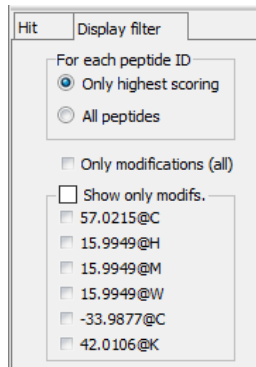 Hit Display filter
For each peptide ID
Only highest scoring
All peptides
Only modifications (all)
Show only modifs.
57.0215@C
15.9949@H
15.9949@M
15.9949@W
-33.9877@C
42.0106@K